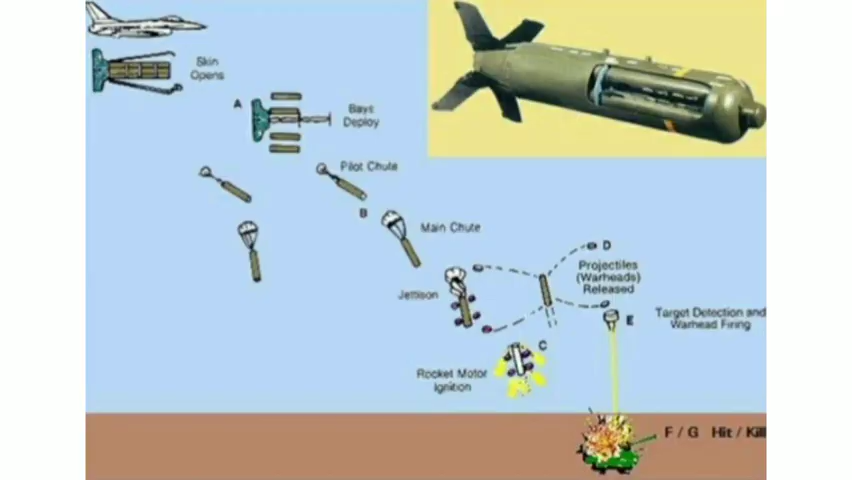 Skin
Opens
A
Bays
Deploy
Pilot Chute
B
Main Chute
D
Projectiles
(Warheads)
Released
Jettison
E
Target Detection and
Warhead Firing
C
Rocket Motor
Ignition
F / G Hit / Kill